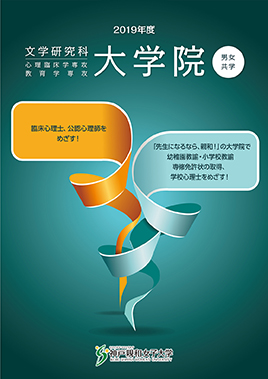 2019年度
文学研究科
心理臨床学専攻
教育学専攻
大学院
男女
共学
臨床心理士、公認心理師を
めざす!
「先生になるなら、親和!」の大学院で
幼稚園教諭・小学校教諭
専修免許状の取得、
学校心理士をめざす!
神戸親和女子大学